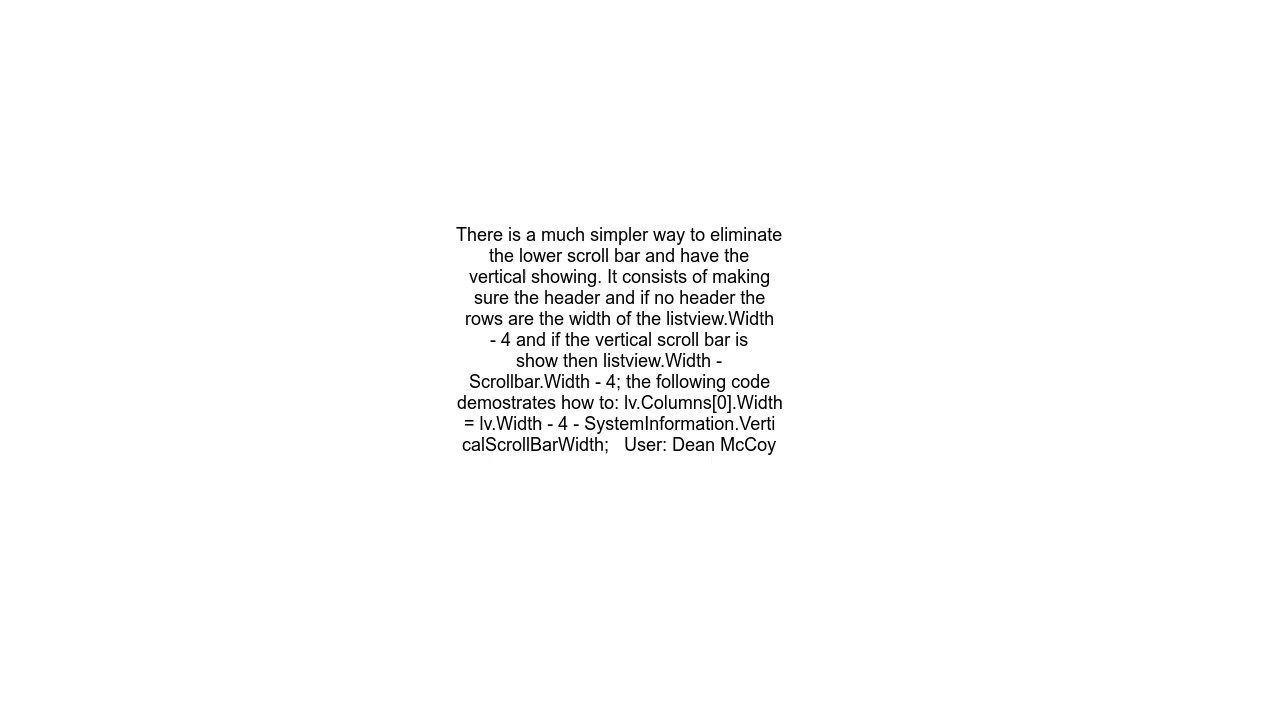 There is a much simpler way to eliminate
the lower scroll bar and have the
vertical showing. It consists of making
sure the header and if no header the
rows are the width of the listview.Width
- 4 and if the vertical scroll bar is
show then listview.Width -
Scrollbar.Width - 4; the following code
demostrates how to: lv.Columns[0].Width
= lv.Width - 4 - SystemInformation.Verti
calScrollBarWidth;   User: Dean McCoy